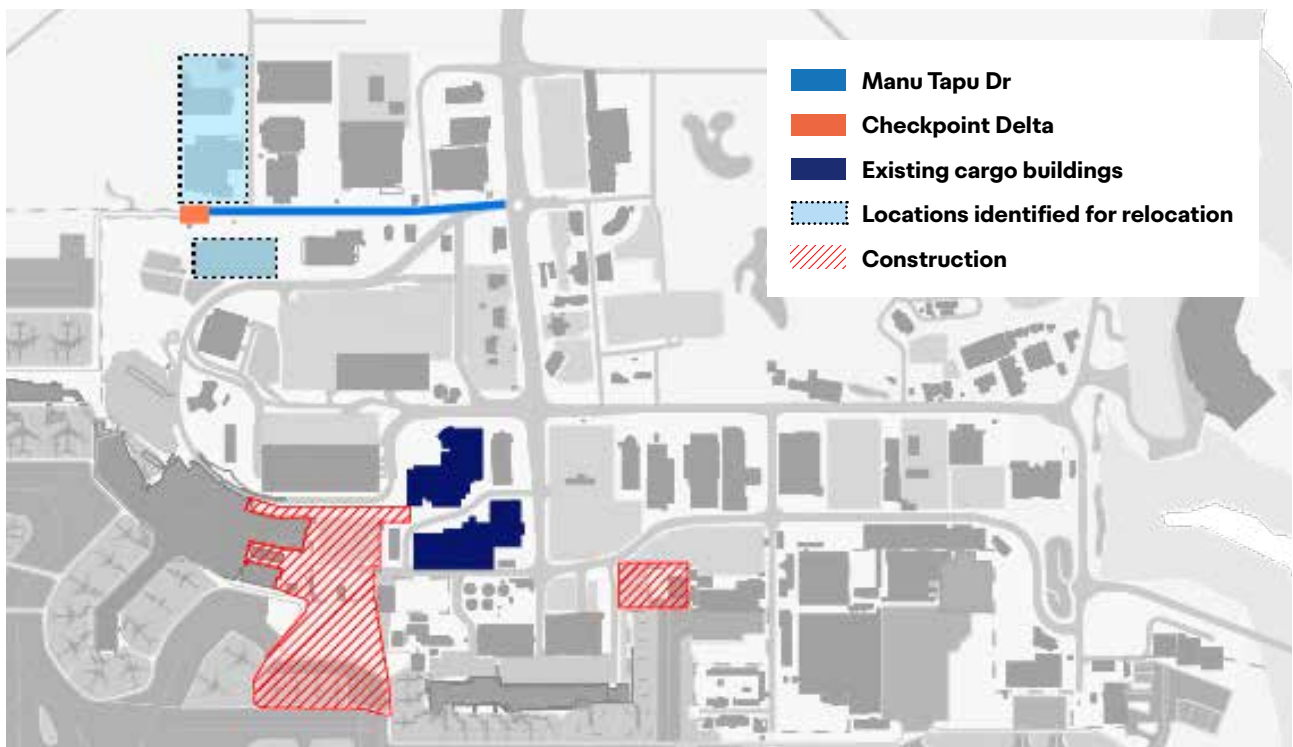 Manu Tapu Dr
Checkpoint Delta
Existing cargo buildings
Locations identified for relocation
Construction